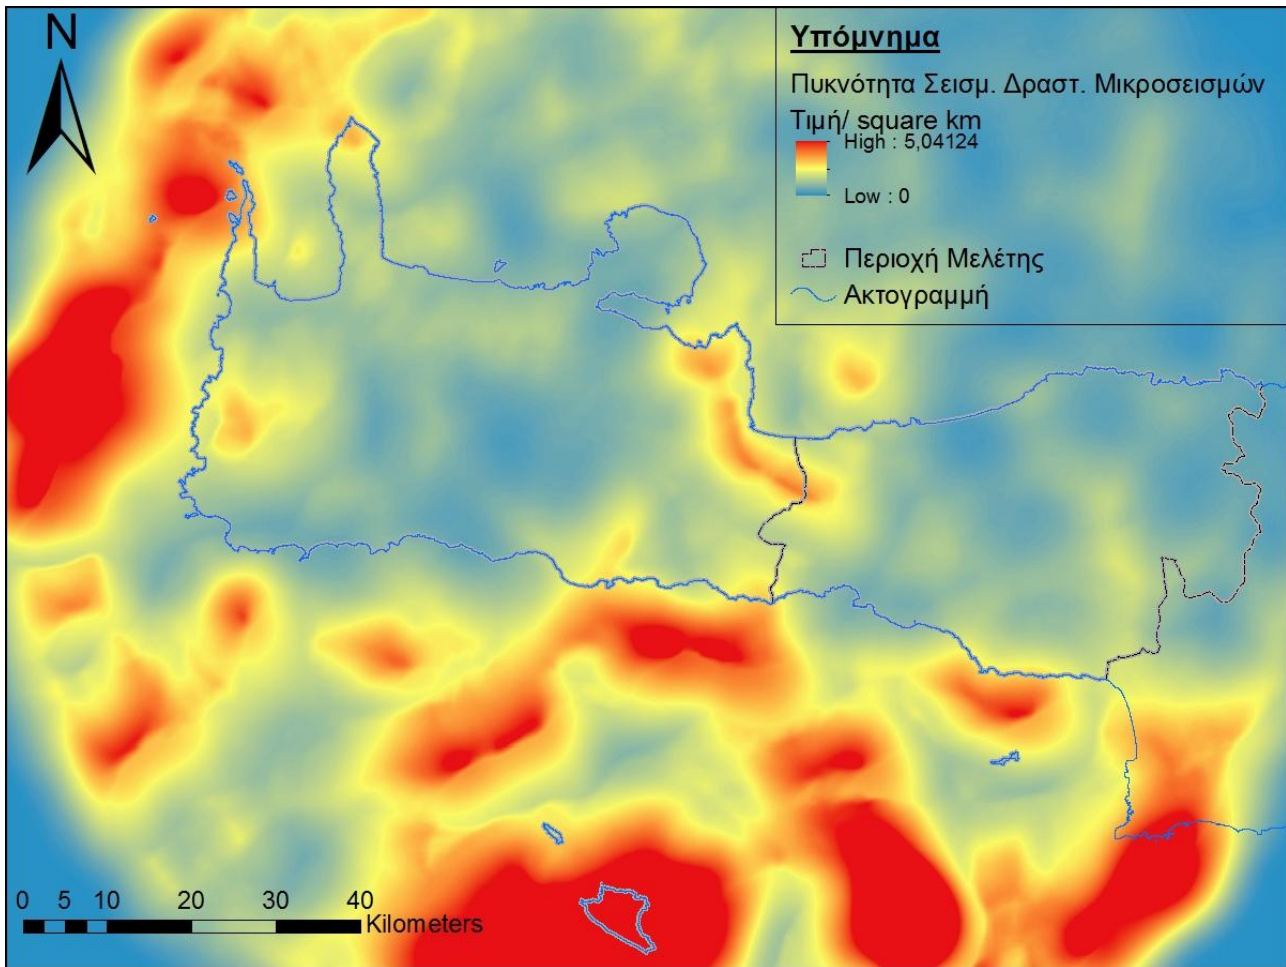 N
Υπόμνημα
Πυκνότητα Σεισμ. Δραστ. Μικροσεισμών
Τιμή/ square km
High : 5,04124
Low : 0
Περιοχή Μελέτης
Ακτογραμμή
0 5 10 20 30 40
Kilometers